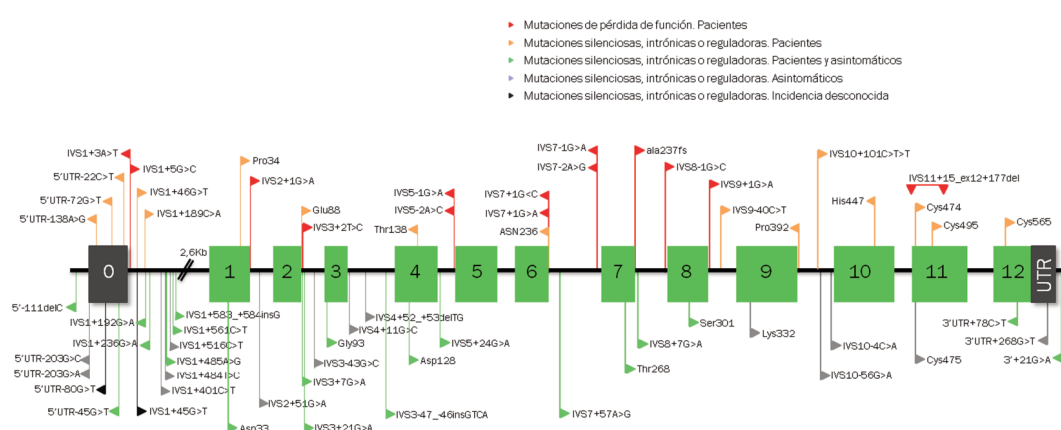 Mutaciones de pérdida de función. Pacientes
Mutaciones silenciosas, intrónicas o reguladoras. Pacientes
Mutaciones silenciosas, intrónicas o reguladoras. Pacientes y asintomáticos
Mutaciones silenciosas, intrónicas o reguladoras. Asintomáticos
Mutaciones silenciosas, intrónicas o reguladoras. Incidencia desconocida
IVS1+3A>T
5'UTR-22C>T
5'UTR-72G>T
5'UTR-138A>G
IVS1+5G>C
IVS1+46G>T
IVS1+189C>A
2,6Kb
Pro34
IVS2+1G>A
Glu88
IVS3+2T>C
Thr138
IVS5-1G>A
IVS5-2A>C
IVS7+1G<C
IVS7+1G>A
ASN236
IVS7-1G>A
IVS7-2A>G
ala237fs
IVS8-1G>C
IVS9+1G>A
IVS9-40C>T
Pro392
IVS10+101C>T>T
His447
IVS11+15_ex12+177del
Cys474
Cys495
Cys565
0
1
2
3
4
5
6
7
8
9
10
11
12
UTR
5'-111delC
IVS1+192G>A
IVS1+236G>A
5'UTR-203G>C
5'UTR-203G>A
5'UTR-80G>T
5'UTR-45G>T
IVS1+583_+584insG
IVS1+561C>T
IVS1+516C>T
IVS1+485A>G
IVS1+484T>C
IVS1+401C>T
IVS1+45G>T
Asn33
IVS2+51G>A
IVS3+21G>A
IVS3+7G>A
IVS3-43G>C
Gly93
IVS4+11G>C
IVS4+52_+53delTG
IVS3-47_-46insGTCA
Asp128
IVS5+24G>A
IVS7+57A>G
Thr268
IVS8+7G>A
Ser301
Lys332
IVS10-4C>A
IVS10-56G>A
Cys475
3'UTR+78C>T
3'UTR+268G>T
3'+21G>A